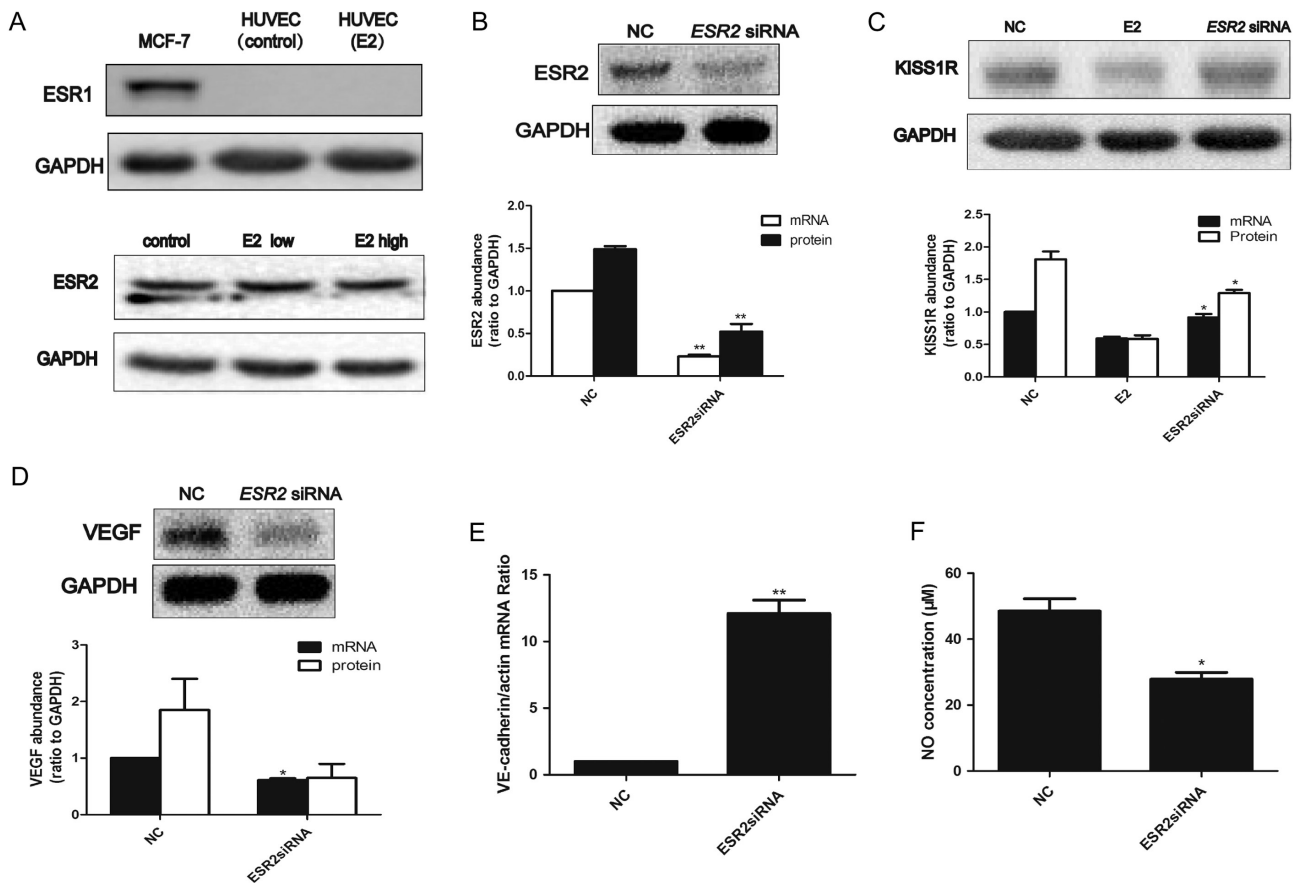 A
MCF-7
HUVEC
(control)
HUVEC
(E2)
ESR1
GAPDH
control
E2 low
E2 high
ESR2
GAPDH
B
NC
ESR2 siRNA
ESR2
GAPDH
mRNA
protein
ESR2 abundance
(ratio to GAPDH)
2.0
1.5
1.0
0.5
0.0
**
**
NC
ESR2siRNA
C
NC
E2
ESR2 siRNA
KISS1R
GAPDH
mRNA
Protein
KISS1R abundance
(ratio to GAPDH)
2.5
2.0
1.5
1.0
0.5
0.0
*
*
NC
E2
ESR2siRNA
D
NC
ESR2 siRNA
VEGF
GAPDH
mRNA
protein
VEGF abundance
(ratio to GAPDH)
3
2
1
0
*
NC
ESR2siRNA
E
VE-cadherin/actin mRNA Ratio
15
10
5
0
**
NC
ESR2siRNA
F
NO concentration (µM)
60
40
20
0
*
NC
ESR2siRNA